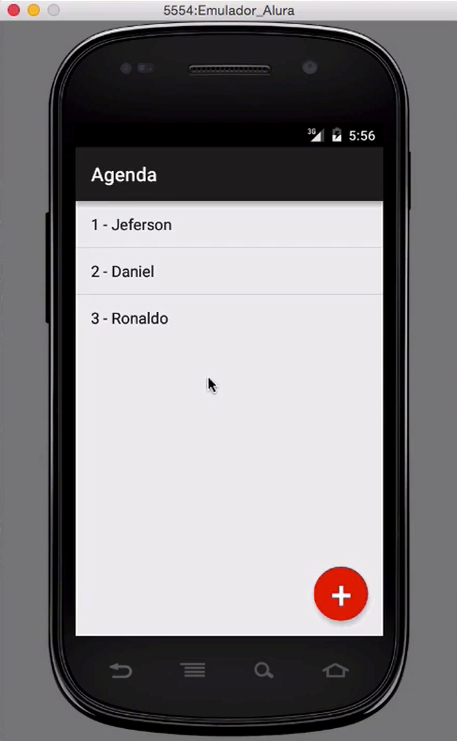 5554:Emulador_Alura
3G 5:56
Agenda
1 - Jeferson
2 - Daniel
3 - Ronaldo
+